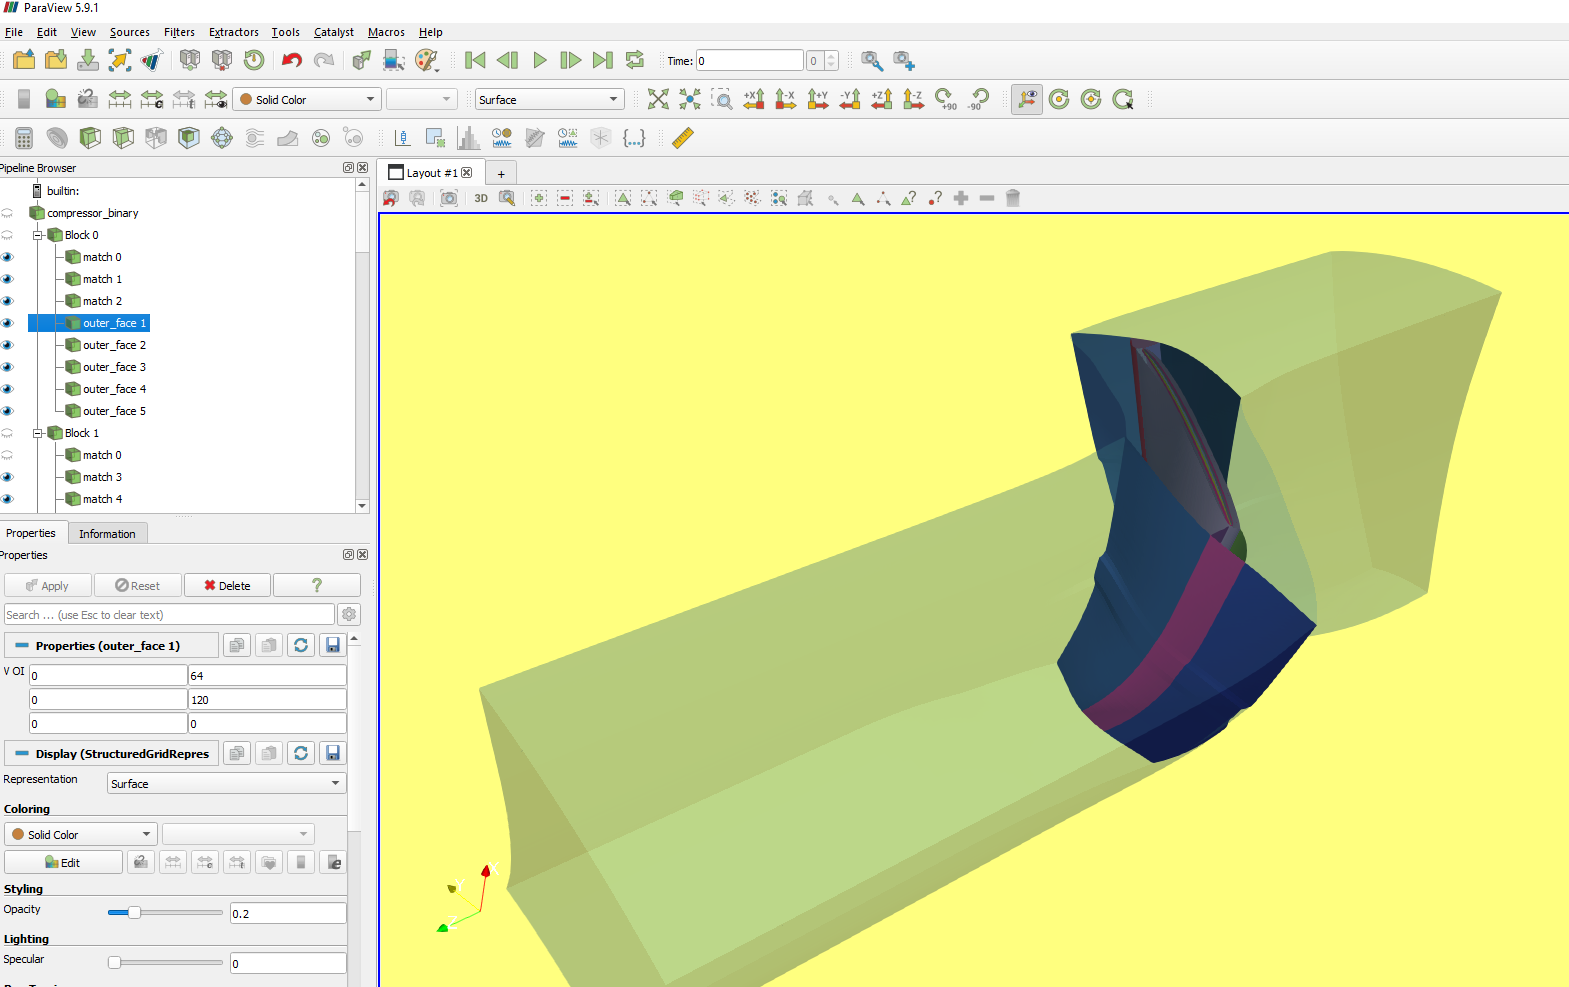 ParaView 5.9.1
File Edit View Sources Filters Extractors Tools Catalyst Macros Help
Time: 0 0
Solid Color Surface +X -X +Y -Y +Z -Z +90 -90
Pipeline Browser
Layout #1 +
builtin:
3D
compressor_binary
Block 0
match 0
match 1
match 2
outer_face 1
outer_face 2
outer_face 3
outer_face 4
outer_face 5
Block 1
match 0
match 3
match 4
Properties Information
Properties
Apply Reset Delete ?
Search ... (use Esc to clear text)
Properties (outer_face 1)
V OI 0 64
0 120
0 0
Display (StructuredGridRepres
Representation Surface
Coloring
Solid Color
Edit
Styling
Opacity 0.2
Lighting
Specular 0
X
Y
Z